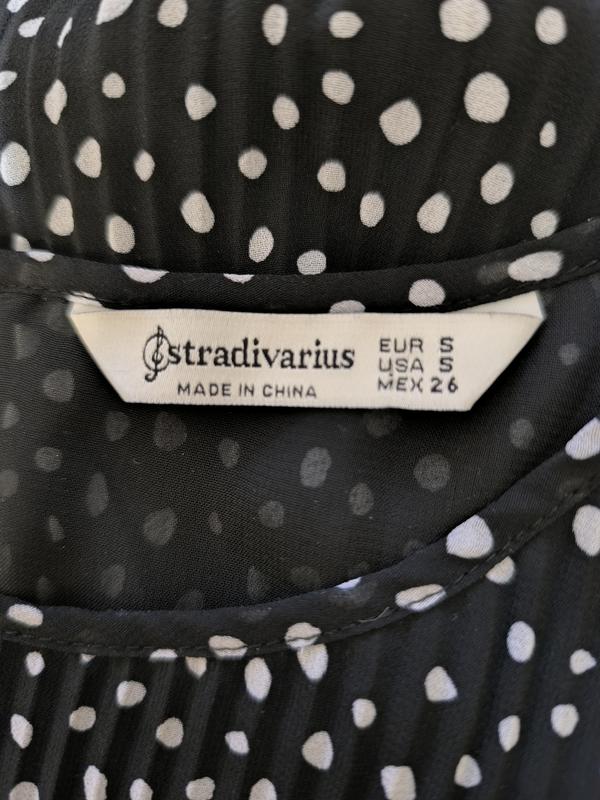 stradivarius
MADE IN CHINA
EUR S
USA S
MEX 26